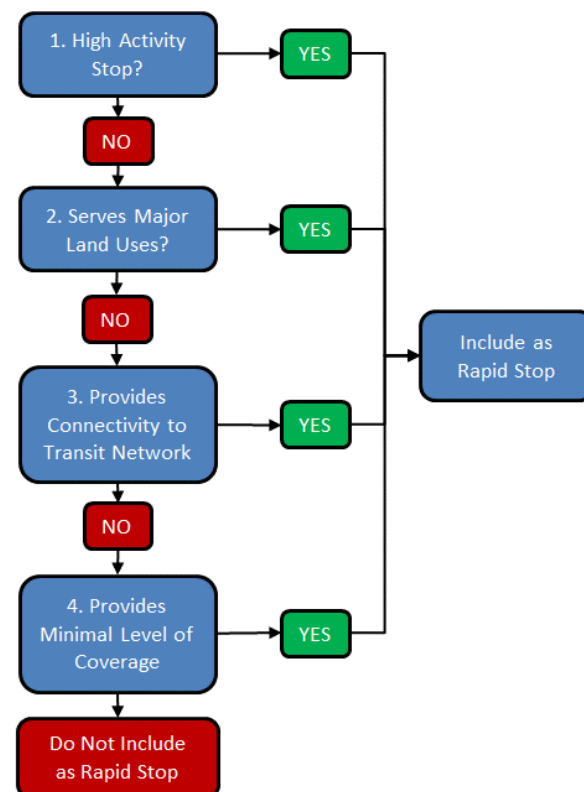 1. High Activity
Stop?
YES
NO
2. Serves Major
Land Uses?
YES
NO
Include as
Rapid Stop
3. Provides
Connectivity to
Transit Network
YES
NO
4. Provides
Minimal Level of
Coverage
YES
Do Not Include
as Rapid Stop